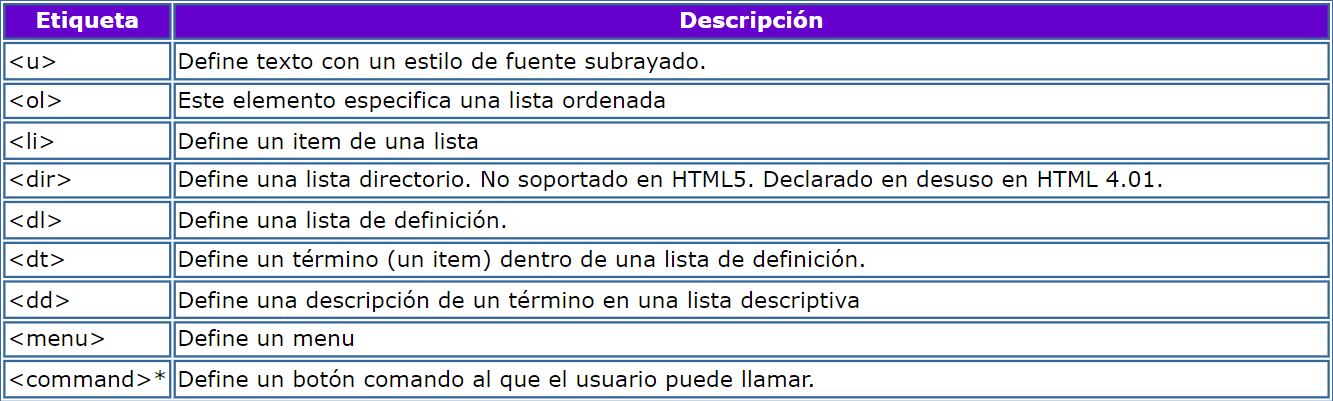 Etiqueta Descripción
<u> Define texto con un estilo de fuente subrayado.
<ol> Este elemento especifica una lista ordenada
<li> Define un item de una lista
<dir> Define una lista directorio. No soportado en HTML5. Declarado en desuso en HTML 4.01.
<dl> Define una lista de definición.
<dt> Define un término (un item) dentro de una lista de definición.
<dd> Define una descripción de un término en una lista descriptiva
<menu> Define un menu
<command>* Define un botón comando al que el usuario puede llamar.